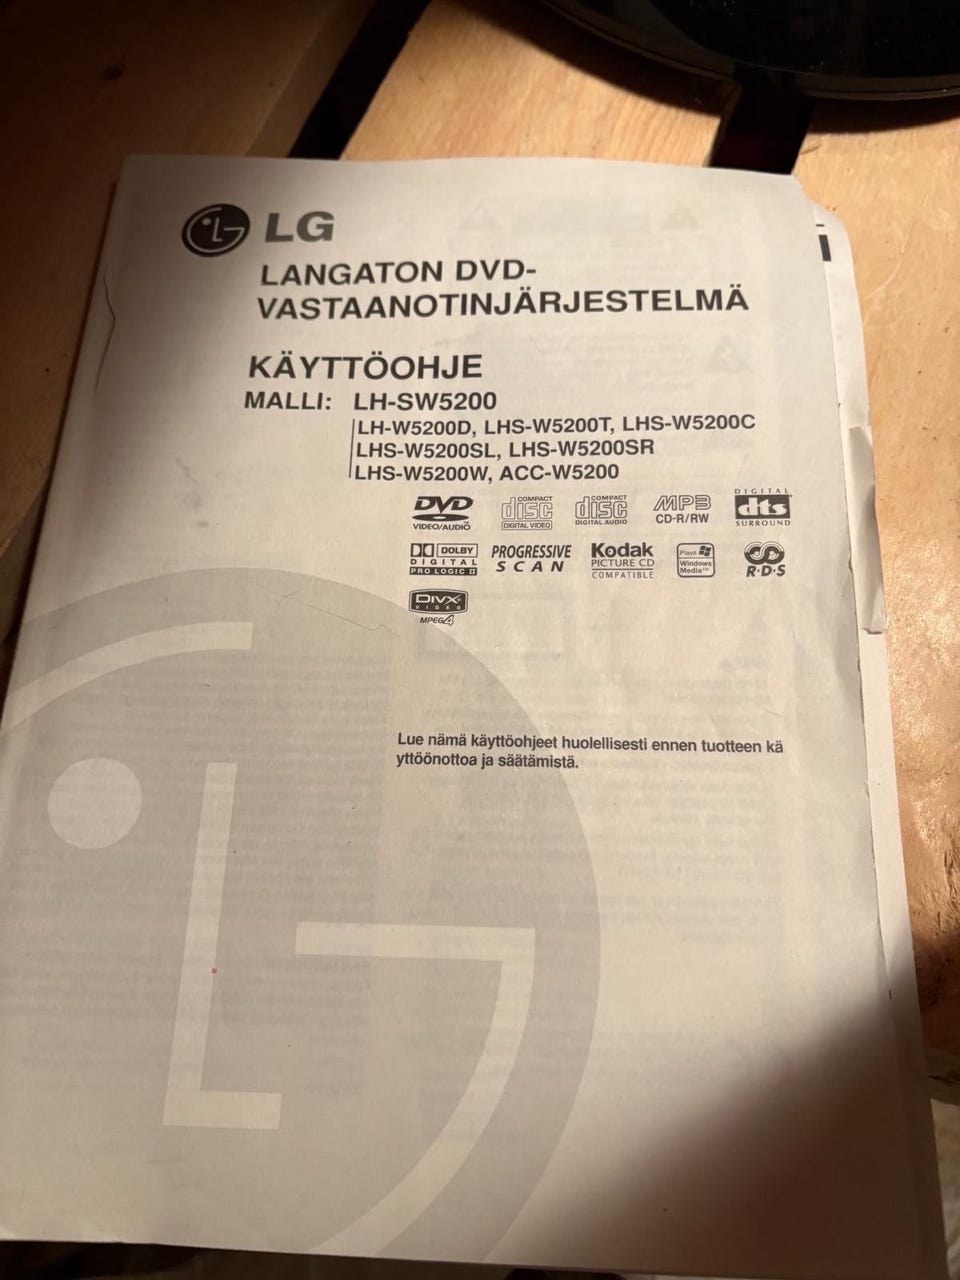 LG
LANGATON DVD-
VASTAANOTINJÄRJESTELMÄ
KÄYTTÖOHJE
MALLI: LH-SW5200
LH-W5200D, LHS-W5200T, LHS-W5200C
LHS-W5200SL, LHS-W5200SR
LHS-W5200W, ACC-W5200
DVD
VIDEO/AUDIO™
COMPACT
disc
DIGITAL VIDEO
COMPACT
disc
DIGITAL AUDIO
MP3
CD-R/RW
DIGITAL
dts
SURROUND
DOLBY
DIGITAL
PRO LOGIC II
PROGRESSIVE
SCAN
Kodak
PICTURE CD
COMPATIBLE
Plays
Windows
Media™
R·D·S
DivX
VIDEO
MPEG4
Lue nämä käyttöohjeet huolellisesti ennen tuotteen kä
yttöönottoa ja säätämistä.